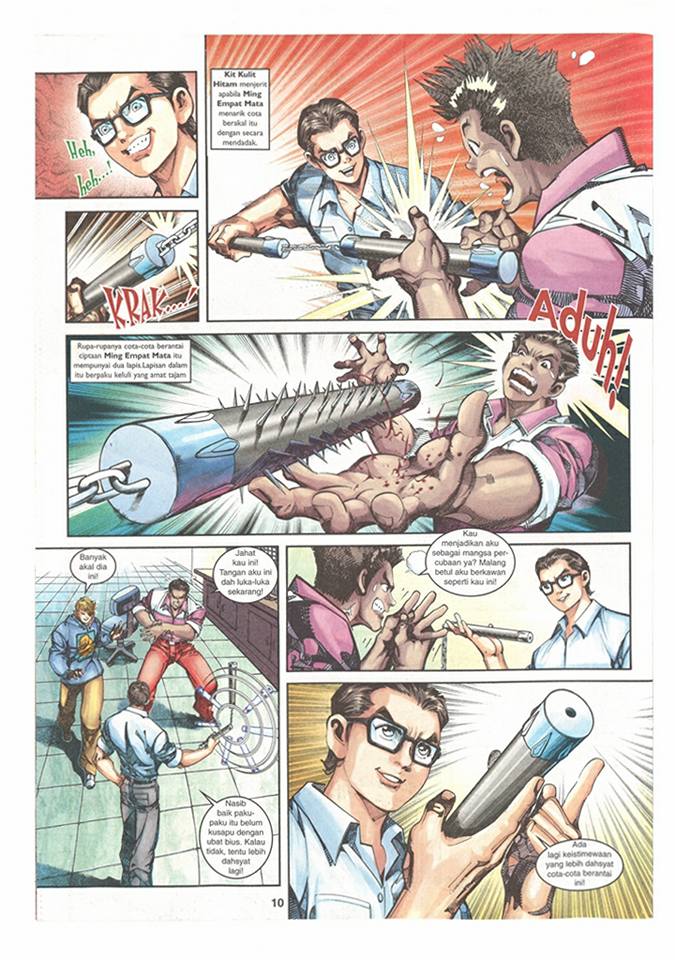 Heh,
heh...!
Kit Kulit
Hitam menjerit
apabila Ming
Empat Mata
menarik cota
berakal itu
dengan secara
mendadak.
KRAK....!
Aduh!
Rupa-rupanya cota-cota berantai
ciptaan Ming Empat Mata itu
mempunyai dua lapis.Lapisan dalam
itu berpaku keluli yang amat tajam
Banyak
akal dia
ini!
Jahat
kau ini!
Tangan aku ini
dah luka-luka
sekarang!
Kau
menjadikan aku
sebagai mangsa per-
cubaan ya? Malang
betul aku berkawan
seperti kau ini!
Nasib
baik paku-
paku itu belum
kusapu dengan
ubat bius. Kalau
tidak, tentu lebih
dahsyat
lagi!
Ada
lagi keistimewaan
yang lebih dahsyat
cota-cota berantai
ini!
10